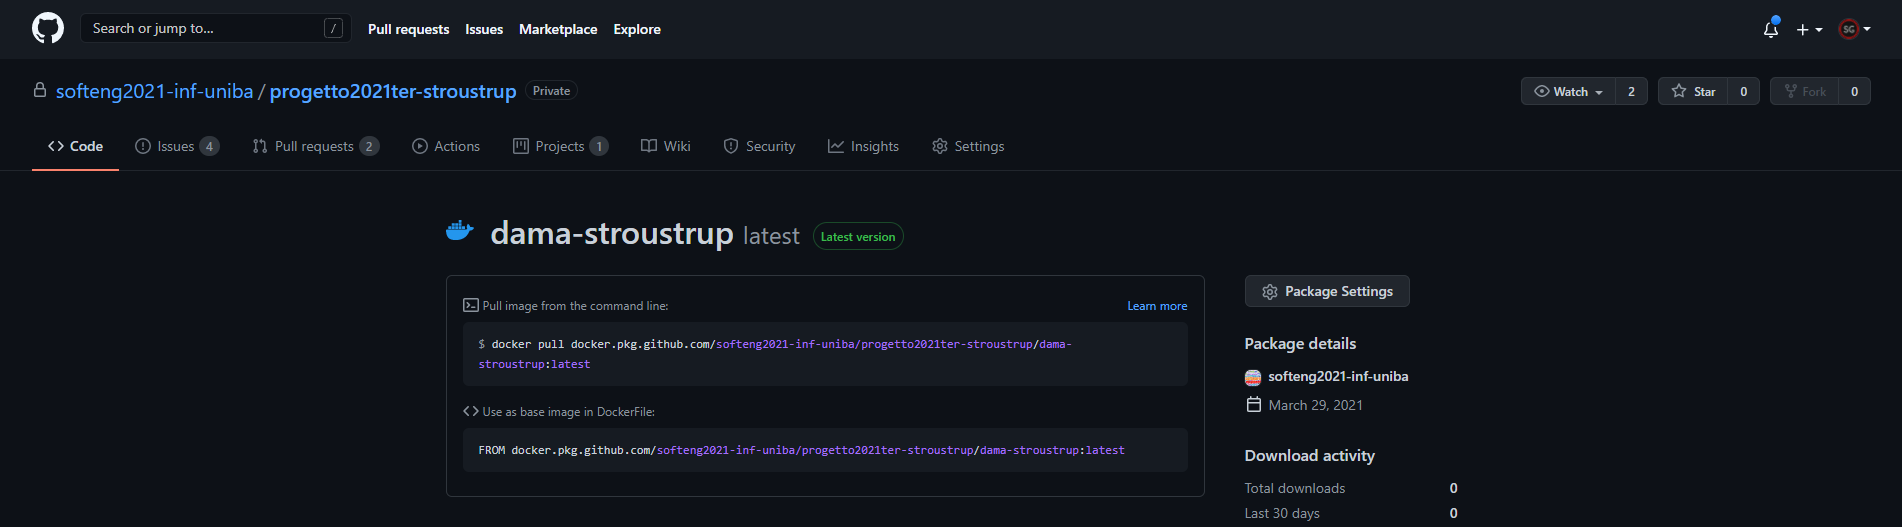 Search or jump to... /
Pull requests Issues Marketplace Explore
SG
softeng2021-inf-uniba / progetto2021ter-stroustrup Private
Watch 2 Star 0 Fork 0
Code Issues 4 Pull requests 2 Actions Projects 1 Wiki Security Insights Settings
dama-stroustrup latest Latest version
Pull image from the command line: Learn more
$ docker pull docker.pkg.github.com/softeng2021-inf-uniba/progetto2021ter-stroustrup/dama-
stroustrup:latest
Use as base image in DockerFile:
FROM docker.pkg.github.com/softeng2021-inf-uniba/progetto2021ter-stroustrup/dama-stroustrup:latest
Package Settings
Package details
softeng2021-inf-uniba
March 29, 2021
Download activity
Total downloads 0
Last 30 days 0